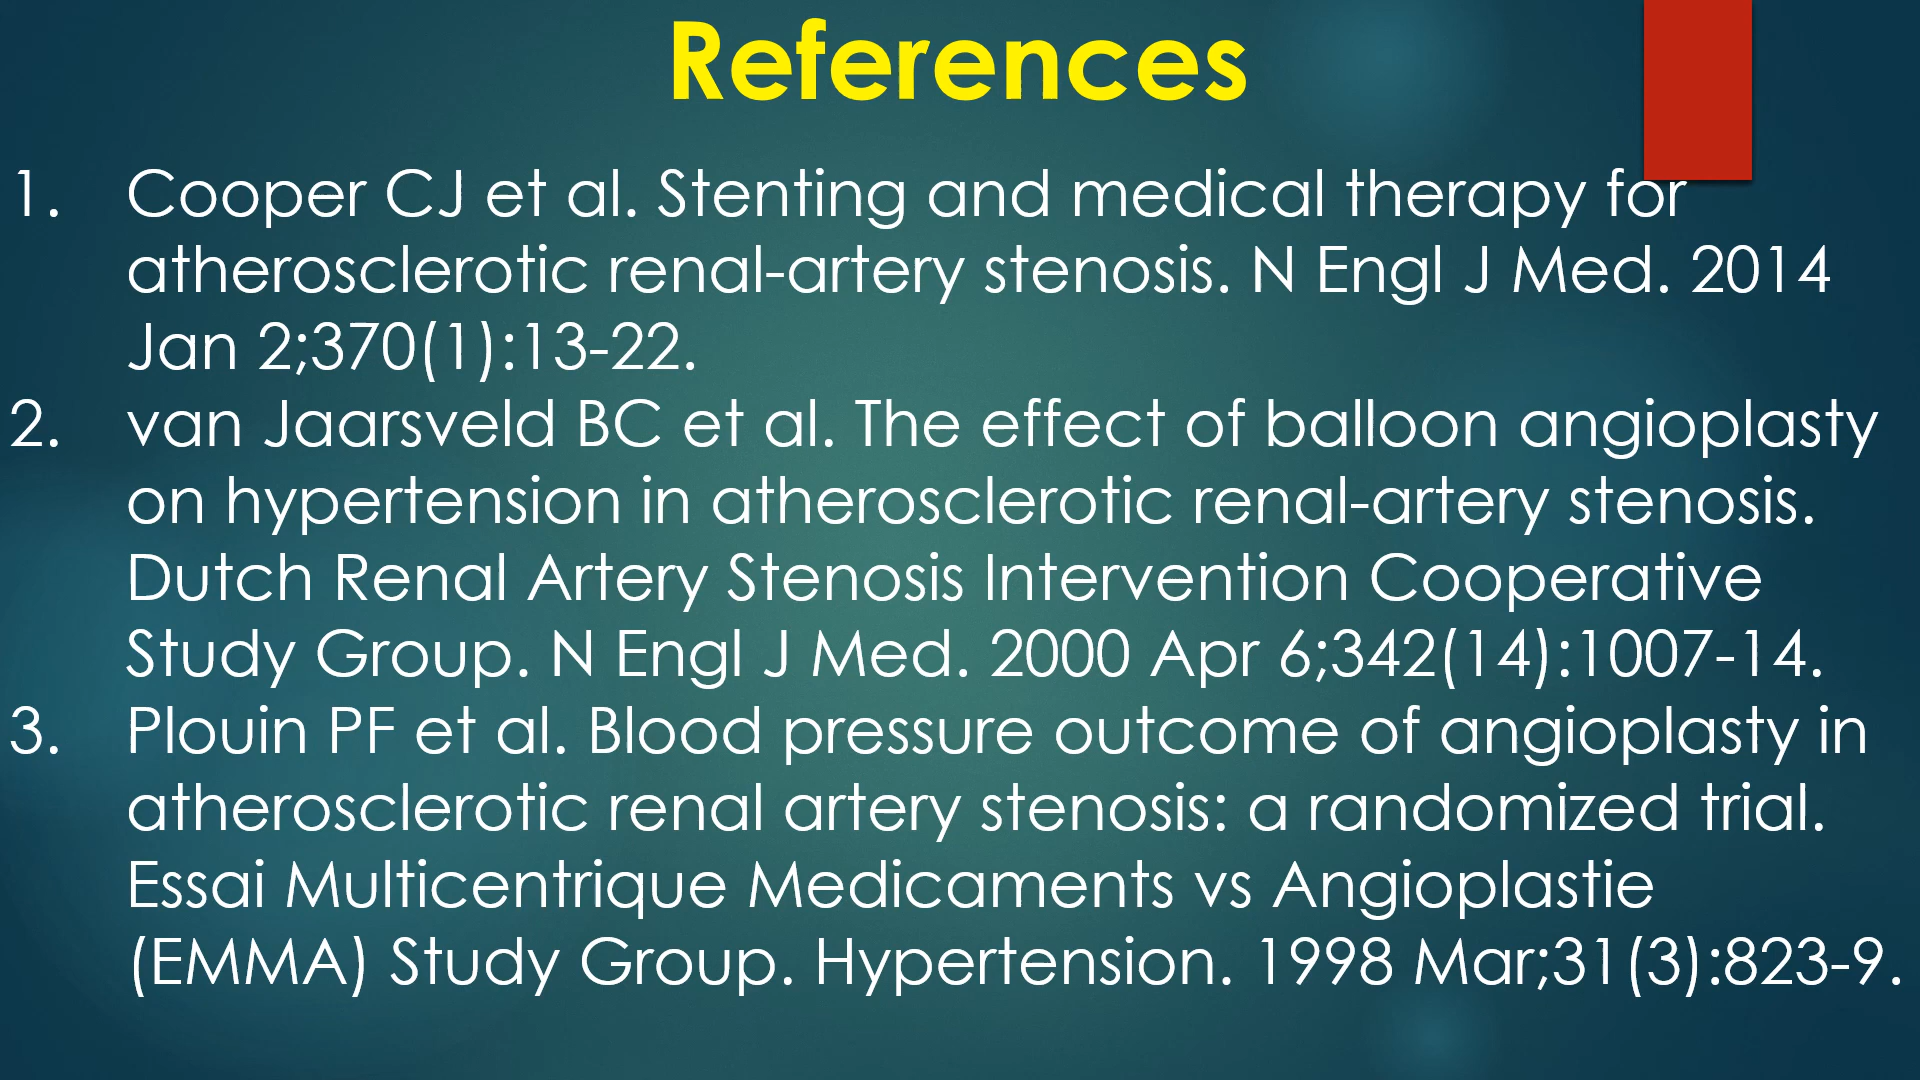 References
1. Cooper CJ et al. Stenting and medical therapy for
atherosclerotic renal-artery stenosis. N Engl J Med. 2014
Jan 2;370(1):13-22.
2. van Jaarsveld BC et al. The effect of balloon angioplasty
on hypertension in atherosclerotic renal-artery stenosis.
Dutch Renal Artery Stenosis Intervention Cooperative
Study Group. N Engl J Med. 2000 Apr 6;342(14):1007-14.
3. Plouin PF et al. Blood pressure outcome of angioplasty in
atherosclerotic renal artery stenosis: a randomized trial.
Essai Multicentrique Medicaments vs Angioplastie
(EMMA) Study Group. Hypertension. 1998 Mar;31(3):823-9.